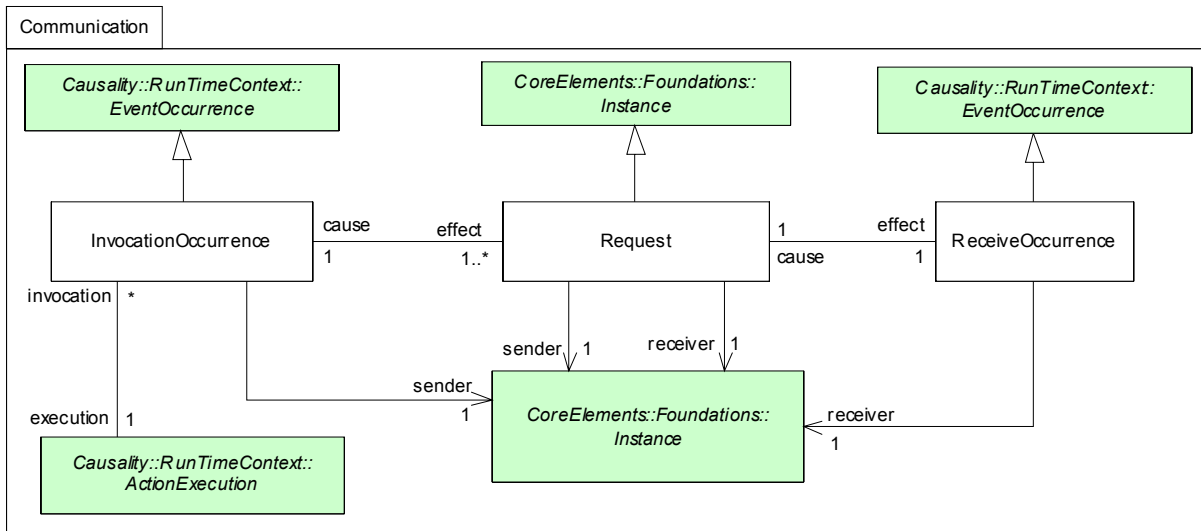 Communication
Causality::RunTimeContext::
EventOccurrence
CoreElements::Foundations::
Instance
Causality::RunTimeContext::
EventOccurrence
InvocationOccurrence
cause
1
effect
1..*
Request
1
cause
effect
1
ReceiveOccurrence
invocation
*
sender
1
receiver
1
sender
1
CoreElements::Foundations::
Instance
receiver
1
execution
1
Causality::RunTimeContext::
ActionExecution